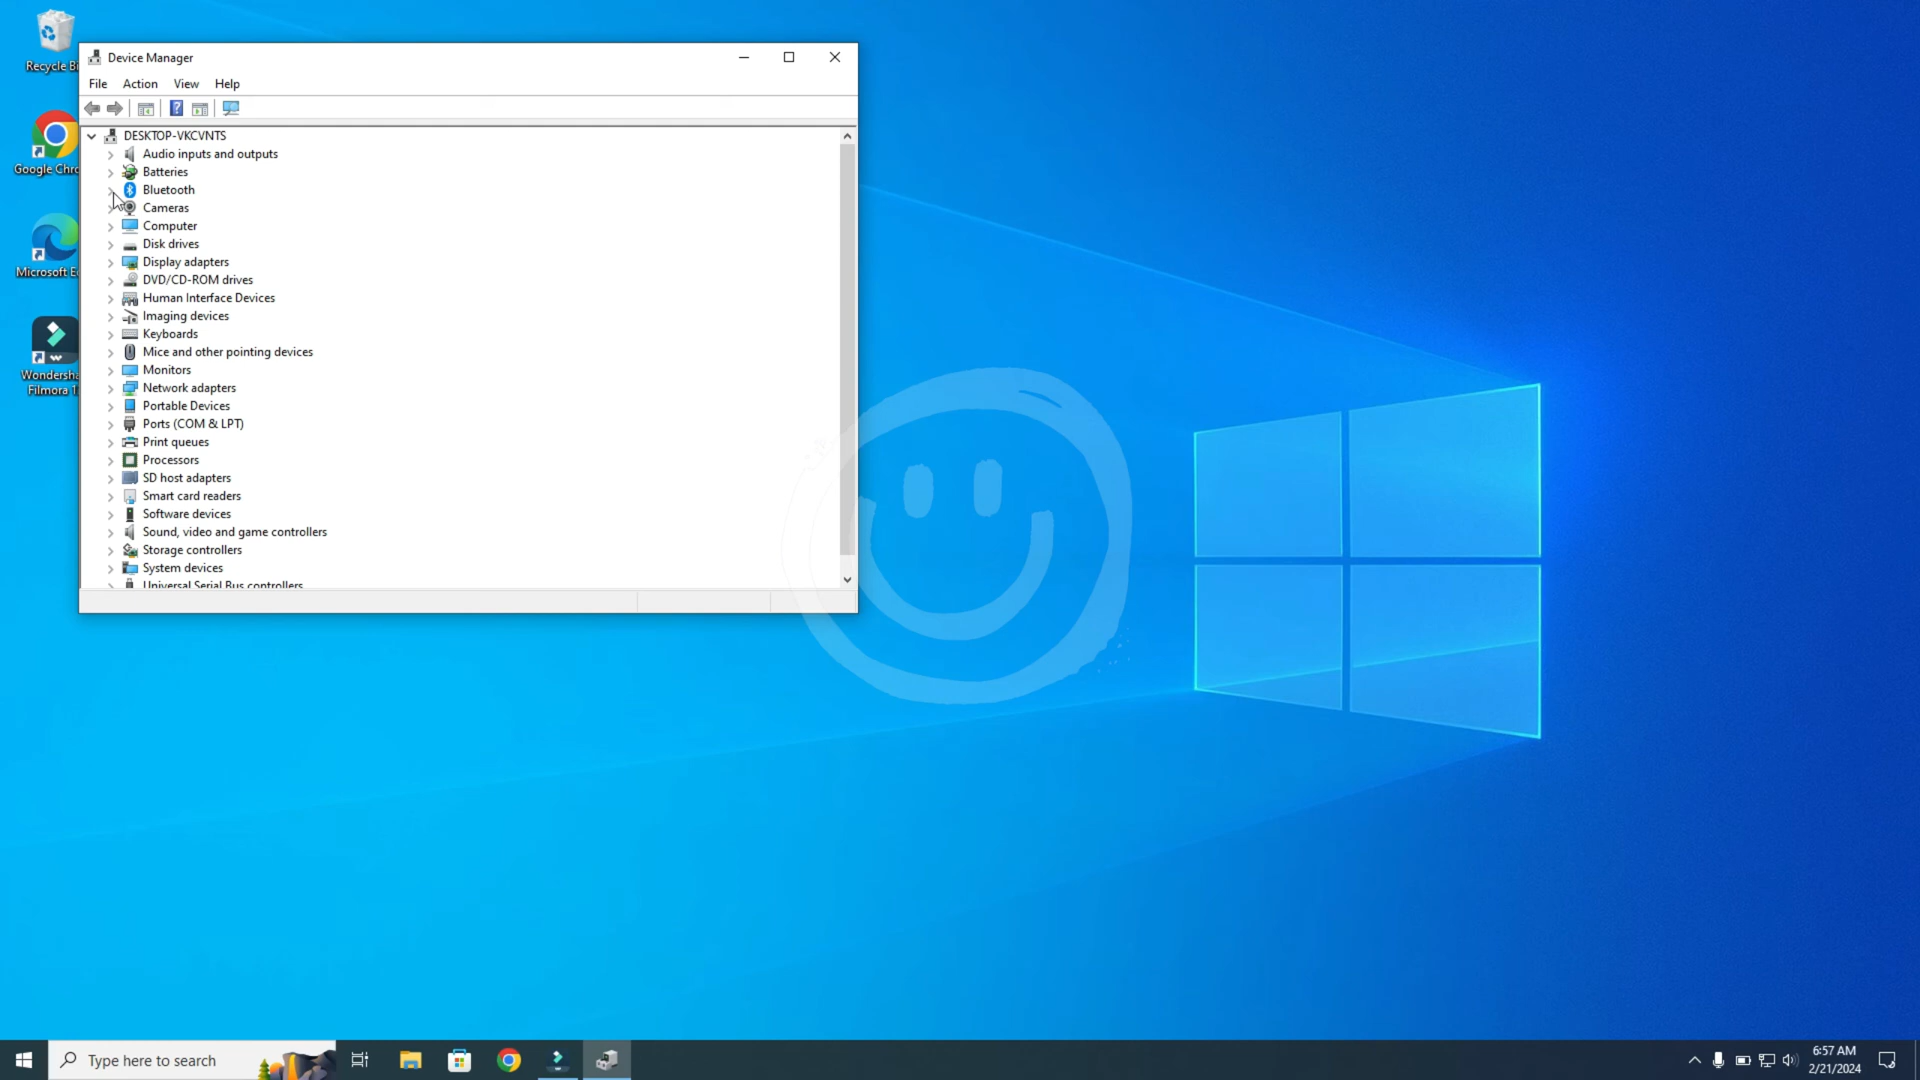 Recycle Bi
Google Chro
Microsoft E
Wondersha
Filmora 1
Device Manager
File Action View Help
DESKTOP-VKCVNTS
Audio inputs and outputs
Batteries
Bluetooth
Cameras
Computer
Disk drives
Display adapters
DVD/CD-ROM drives
Human Interface Devices
Imaging devices
Keyboards
Mice and other pointing devices
Monitors
Network adapters
Portable Devices
Ports (COM & LPT)
Print queues
Processors
SD host adapters
Smart card readers
Software devices
Sound, video and game controllers
Storage controllers
System devices
Universal Serial Bus controllers
Type here to search
6:57 AM
2/21/2024